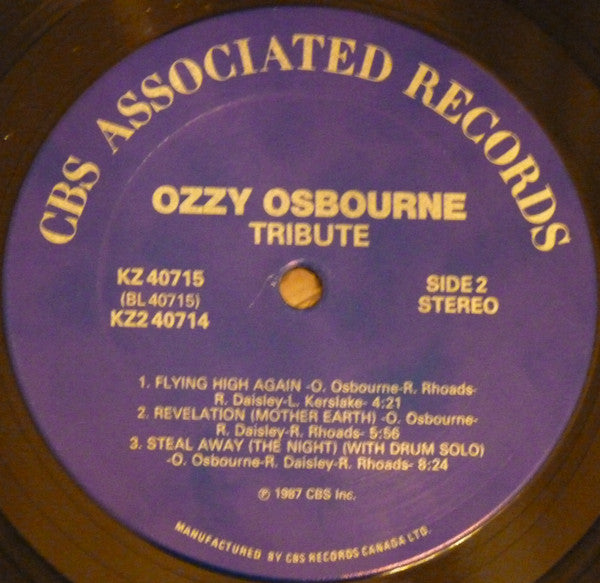 CBS ASSOCIATED RECORDS
OZZY OSBOURNE
TRIBUTE
KZ 40715
(BL 40715)
KZ2 40714
SIDE 2
STEREO
1. FLYING HIGH AGAIN -O. Osbourne-R. Rhoads-
R. Daisley-L. Kerslake- 4:21
2. REVELATION (MOTHER EARTH) -O. Osbourne-
R. Daisley-R. Rhoads- 5:56
3. STEAL AWAY (THE NIGHT) (WITH DRUM SOLO)
-O. Osbourne-R. Daisley-R. Rhoads- 8:24
℗ 1987 CBS Inc.
MANUFACTURED BY CBS RECORDS CANADA LTD.